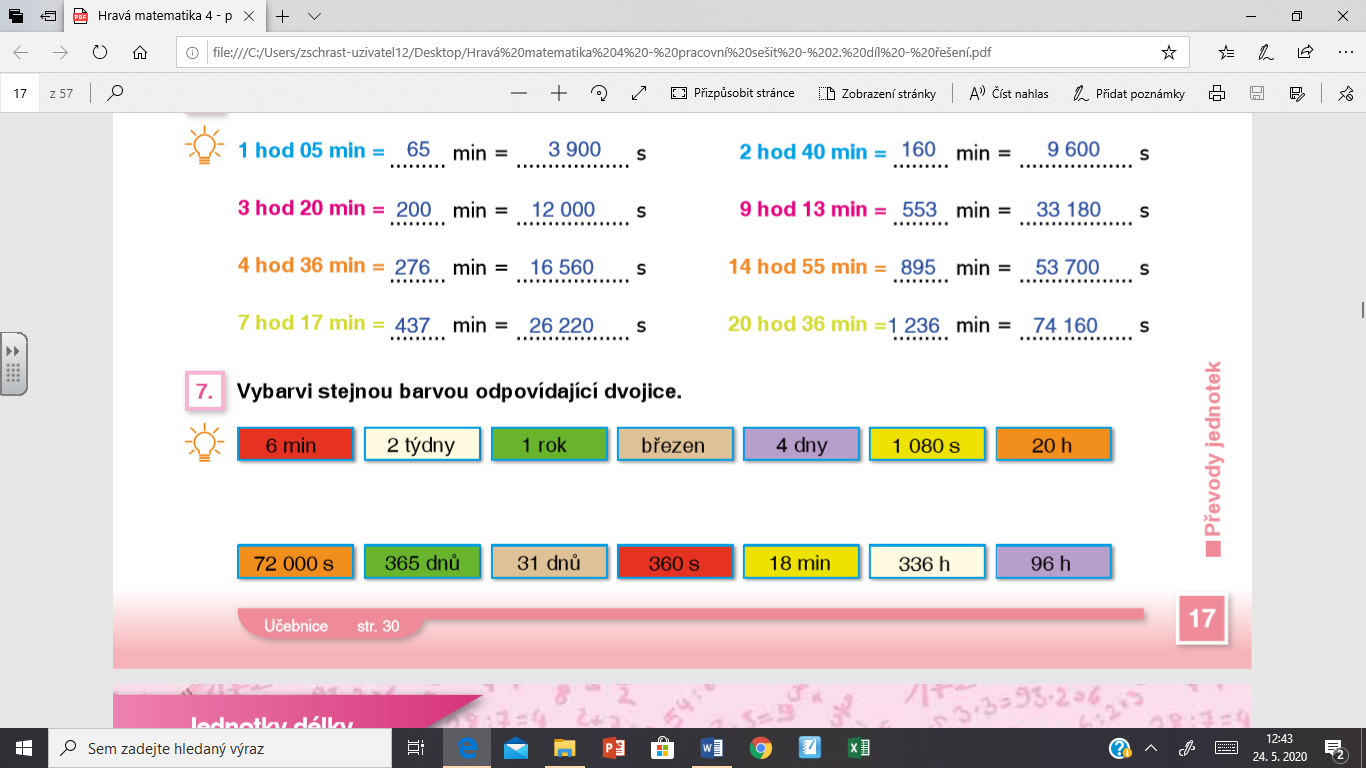 Hravá matematika 4 - p
file:///C:/Users/zschrast-uzivatel12/Desktop/Hravá%20matematika%204%20-%20pracovní%20sešit%20-%202.%20díl%20-%20řešení.pdf
17 z 57 Přizpůsobit stránce Zobrazení stránky Číst nahlas Přidat poznámky
1 hod 05 min = 65 min = 3 900 s 2 hod 40 min = 160 min = 9 600 s
3 hod 20 min = 200 min = 12 000 s 9 hod 13 min = 553 min = 33 180 s
4 hod 36 min = 276 min = 16 560 s 14 hod 55 min = 895 min = 53 700 s
7 hod 17 min = 437 min = 26 220 s 20 hod 36 min = 1 236 min = 74 160 s
7. Vybarvi stejnou barvou odpovídající dvojice.
6 min 2 týdny 1 rok březen 4 dny 1 080 s 20 h
72 000 s 365 dnů 31 dnů 360 s 18 min 336 h 96 h
Převody jednotek
Učebnice str. 30
17
Jednotky délky
Sem zadejte hledaný výraz
12:43
24. 5. 2020
2